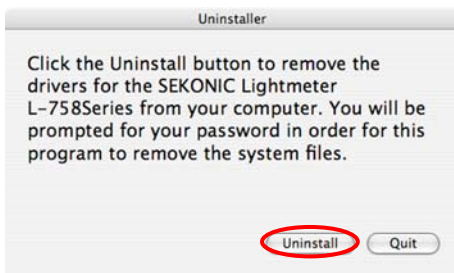 Uninstaller
Click the Uninstall button to remove the
drivers for the SEKONIC Lightmeter
L-758Series from your computer. You will be
prompted for your password in order for this
program to remove the system files.
Uninstall Quit